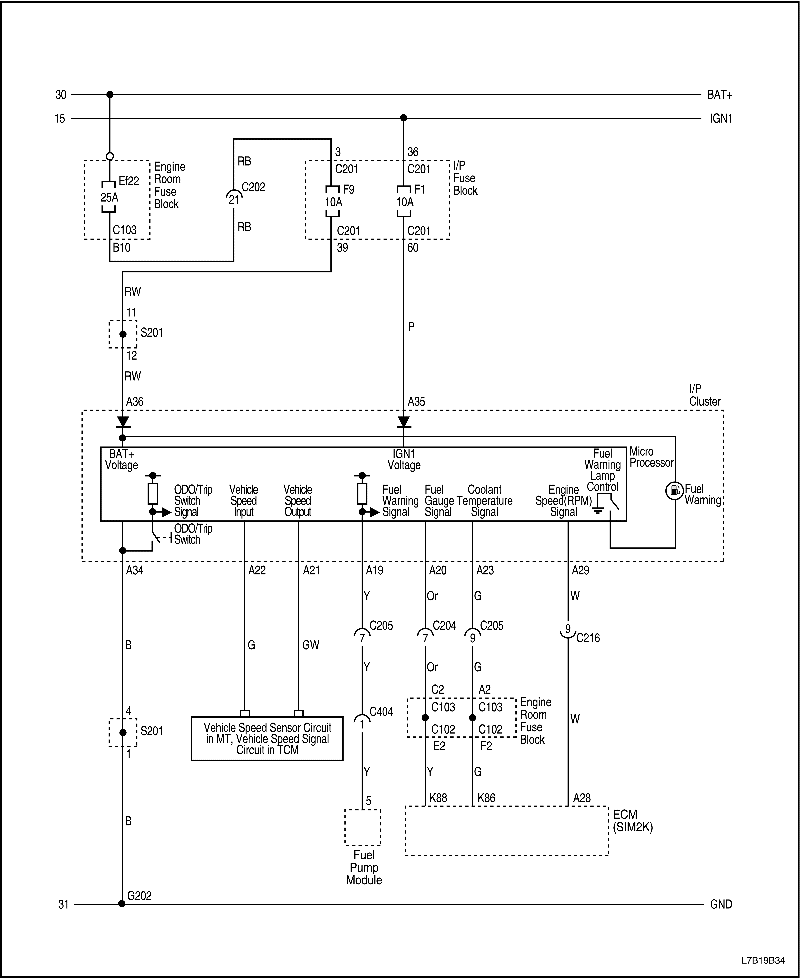 30 BAT+
15 IGN1
Ef22
25A
C103
B10
Engine
Room
Fuse
Block
RB
C202
21
RB
3
C201
F9
10A
C201
39
36
C201
F1
10A
C201
60
I/P
Fuse
Block
RW
11
S201
12
RW
P
A36
A35
I/P
Cluster
BAT+
Voltage
IGN1
Voltage
Fuel
Warning
Lamp
Control
Micro
Processor
Fuel
Warning
ODO/Trip
Switch
Signal
Vehicle
Speed
Input
Vehicle
Speed
Output
Fuel
Warning
Signal
Fuel
Gauge
Signal
Coolant
Temperature
Signal
Engine
Speed(RPM)
Signal
ODO/Trip
Switch
A34 A22 A21 A19 A20 A23 A29
Y Or G W
C205
7
C204
7
C205
9
9
C216
B G GW
Y Or G
C2 A2
C103 C103
C102 C102
E2 F2
Engine
Room
Fuse
Block
W
4
S201
1
C404
1
Vehicle Speed Sensor Circuit
in MT, Vehicle Speed Signal
Circuit in TCM
Y Y G
5 K88 K86 A28
B
ECM
(SIM2K)
Fuel
Pump
Module
G202
31 GND
L7B19B34